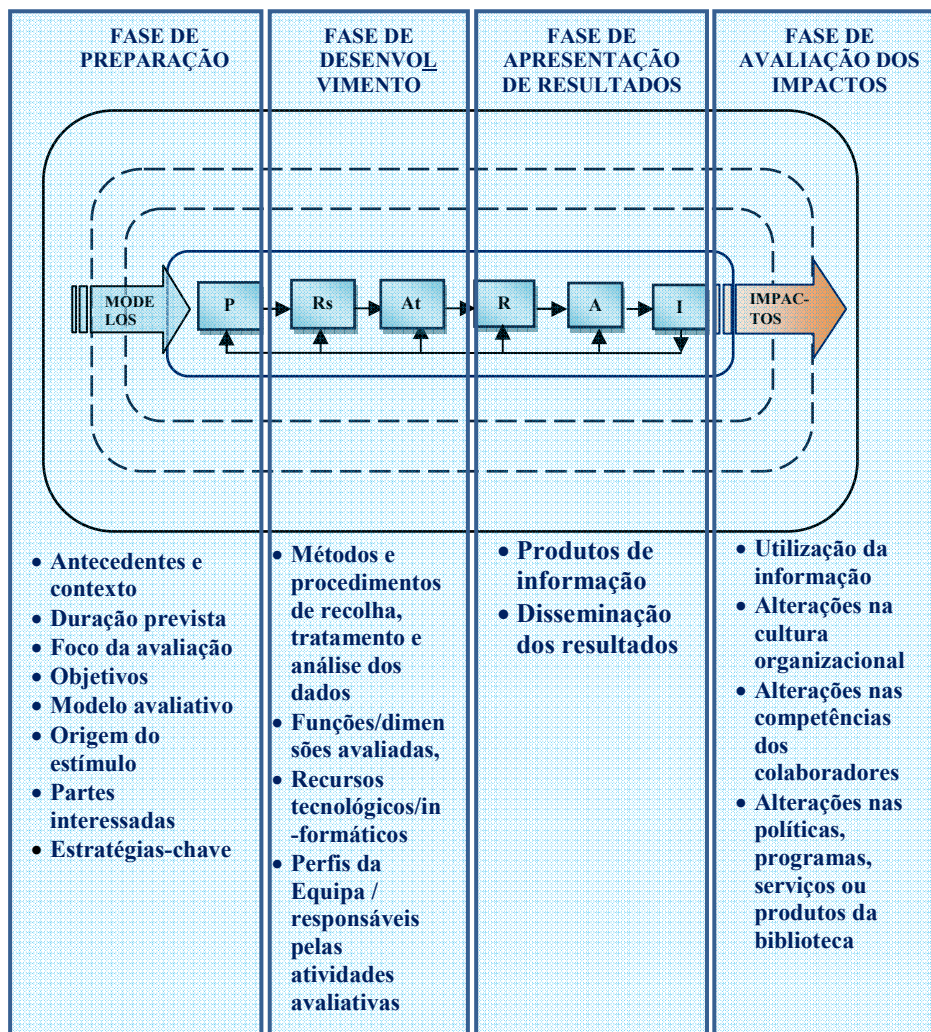 FASE DE
PREPARAÇÃO
FASE DE
DESENVOL
VIMENTO
FASE DE
APRESENTAÇÃO
DE RESULTADOS
FASE DE
AVALIAÇÃO DOS
IMPACTOS
MODE
LOS
P
Rs
At
R
A
I
IMPAC-
TOS
• Antecedentes e
contexto
• Duração prevista
• Foco da avaliação
• Objetivos
• Modelo avaliativo
• Origem do
estímulo
• Partes
interessadas
• Estratégias-chave
• Métodos e
procedimentos
de recolha,
tratamento e
análise dos
dados
• Funções/dimen
sões avaliadas,
• Recursos
tecnológicos/in
-formáticos
• Perfis da
Equipa /
responsáveis
pelas
atividades
avaliativas
• Produtos de
informação
• Disseminação
dos resultados
• Utilização da
informação
• Alterações na
cultura
organizacional
• Alterações nas
competências
dos
colaboradores
• Alterações nas
políticas,
programas,
serviços ou
produtos da
biblioteca